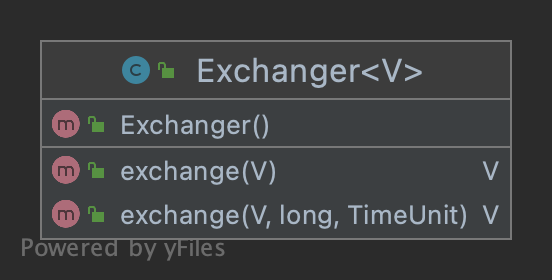 C Exchanger<V>
m Exchanger()
m exchange(V) V
m exchange(V, long, TimeUnit) V
Powered by yFiles